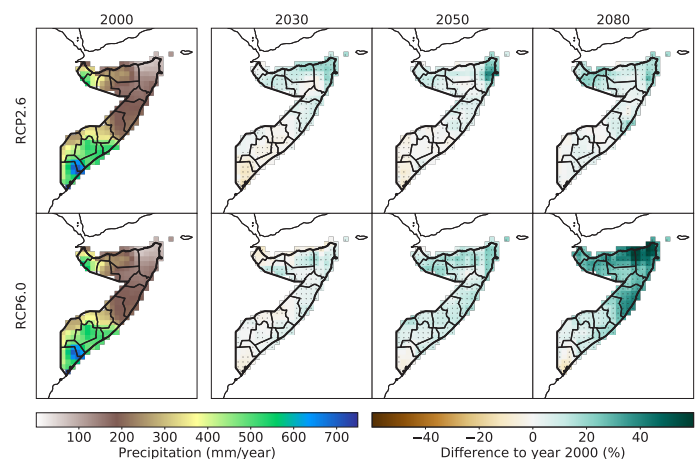 2000 2030 2050 2080
RCP2.6
RCP6.0
100 200 300 400 500 600 700
Precipitation (mm/year)
−40 −20 0 20 40
Difference to year 2000 (%)